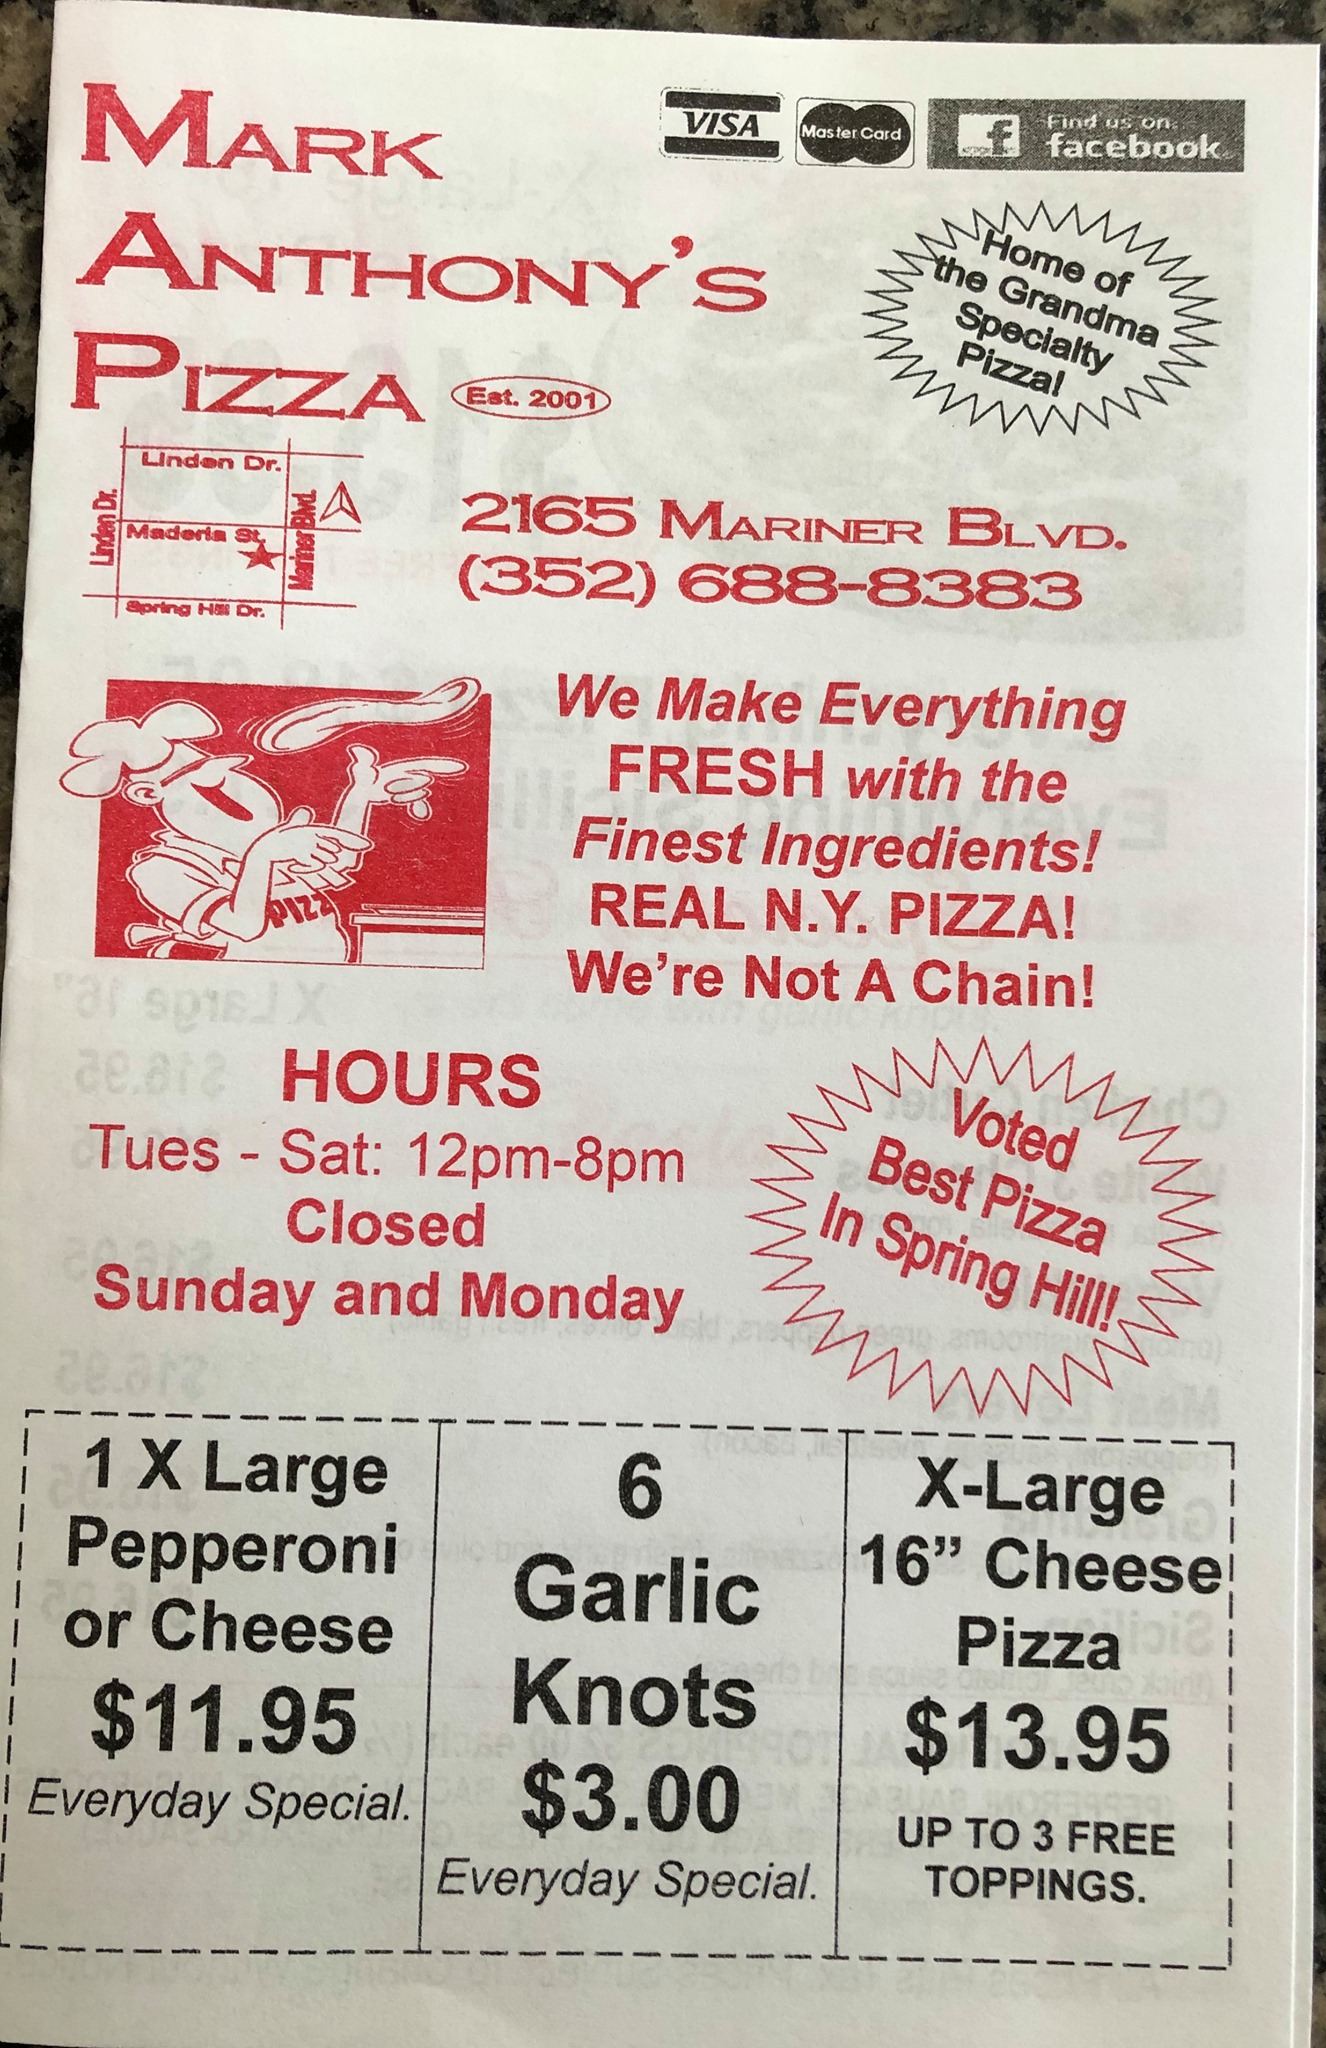 MARK
ANTHONY'S
PIZZA
Est. 2001
VISA
MasterCard
Find us on
facebook
Home of
the Grandma
Specialty
Pizza!
Linden Dr.
Linden Dr.
Maderia St.
Mariner Blvd.
Spring Hill Dr.
2165 MARINER BLVD.
(352) 688-8383
PIZZ
We Make Everything
FRESH with the
Finest Ingredients!
REAL N.Y. PIZZA!
We're Not A Chain!
HOURS
Tues - Sat: 12pm-8pm
Closed
Sunday and Monday
Voted
Best Pizza
In Spring Hill!
1 X Large
Pepperoni
or Cheese
$11.95
Everyday Special.
6
Garlic
Knots
$3.00
Everyday Special.
X-Large
16" Cheese
Pizza
$13.95
UP TO 3 FREE
TOPPINGS.